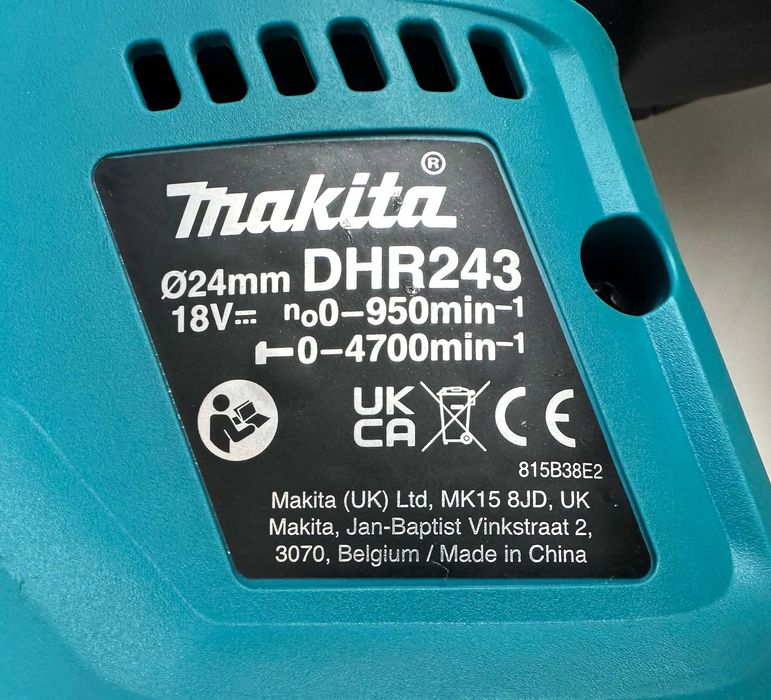 makita®
Ø24mm DHR243
18V⎓ n₀0–950min⁻¹
0–4700min⁻¹
UK
CA CE
815B38E2
Makita (UK) Ltd, MK15 8JD, UK
Makita, Jan-Baptist Vinkstraat 2,
3070, Belgium / Made in China